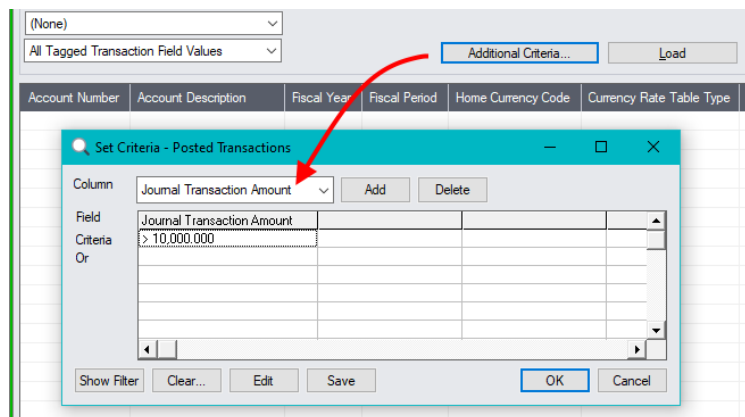 (None)
All Tagged Transaction Field Values
Additional Criteria...
Load
Account Number Account Description Fiscal Year Fiscal Period Home Currency Code Currency Rate Table Type
Set Criteria - Posted Transactions
Column Journal Transaction Amount Add Delete
Field Journal Transaction Amount
Criteria > 10,000.000
Or
Show Filter Clear... Edit Save OK Cancel